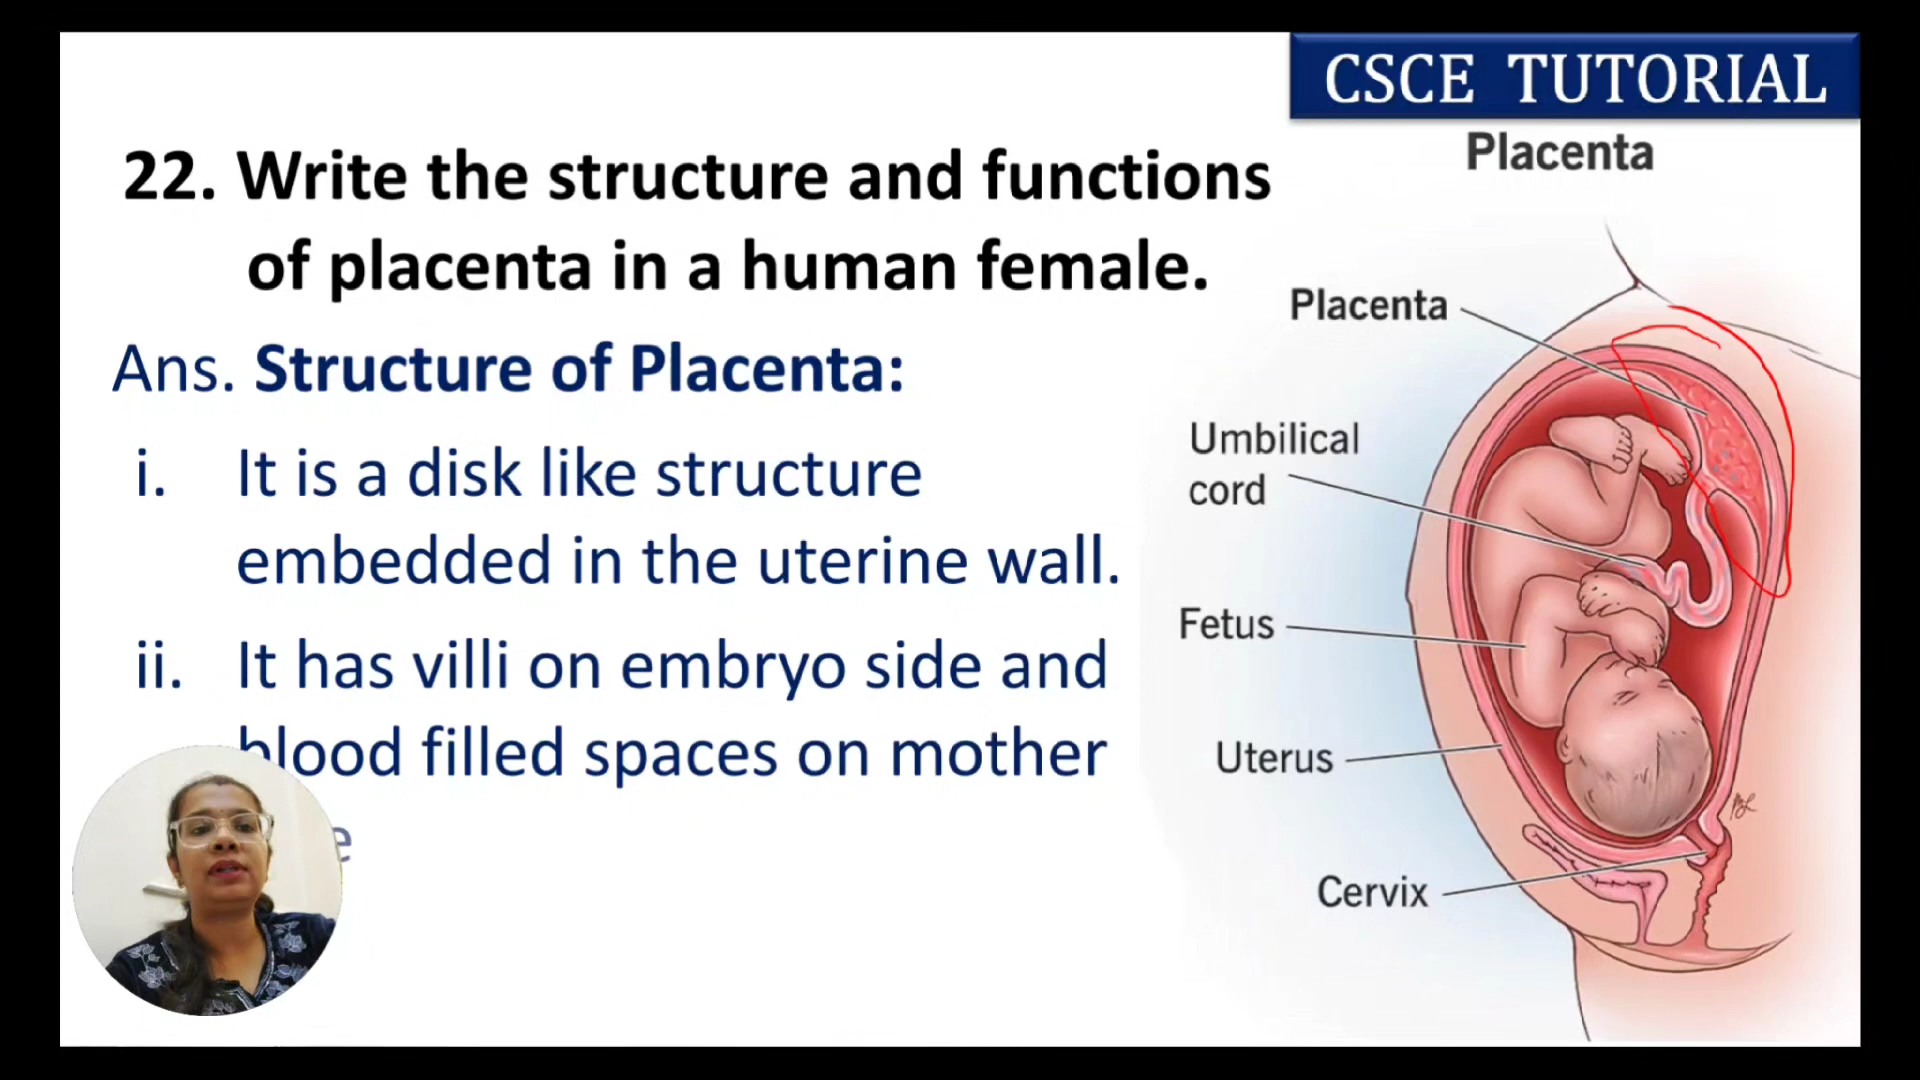 CSCE TUTORIAL
22. Write the structure and functions
of placenta in a human female.
Ans. Structure of Placenta:
i. It is a disk like structure
embedded in the uterine wall.
ii. It has villi on embryo side and
blood filled spaces on mother
Placenta
Placenta
Umbilical
cord
Fetus
Uterus
Cervix